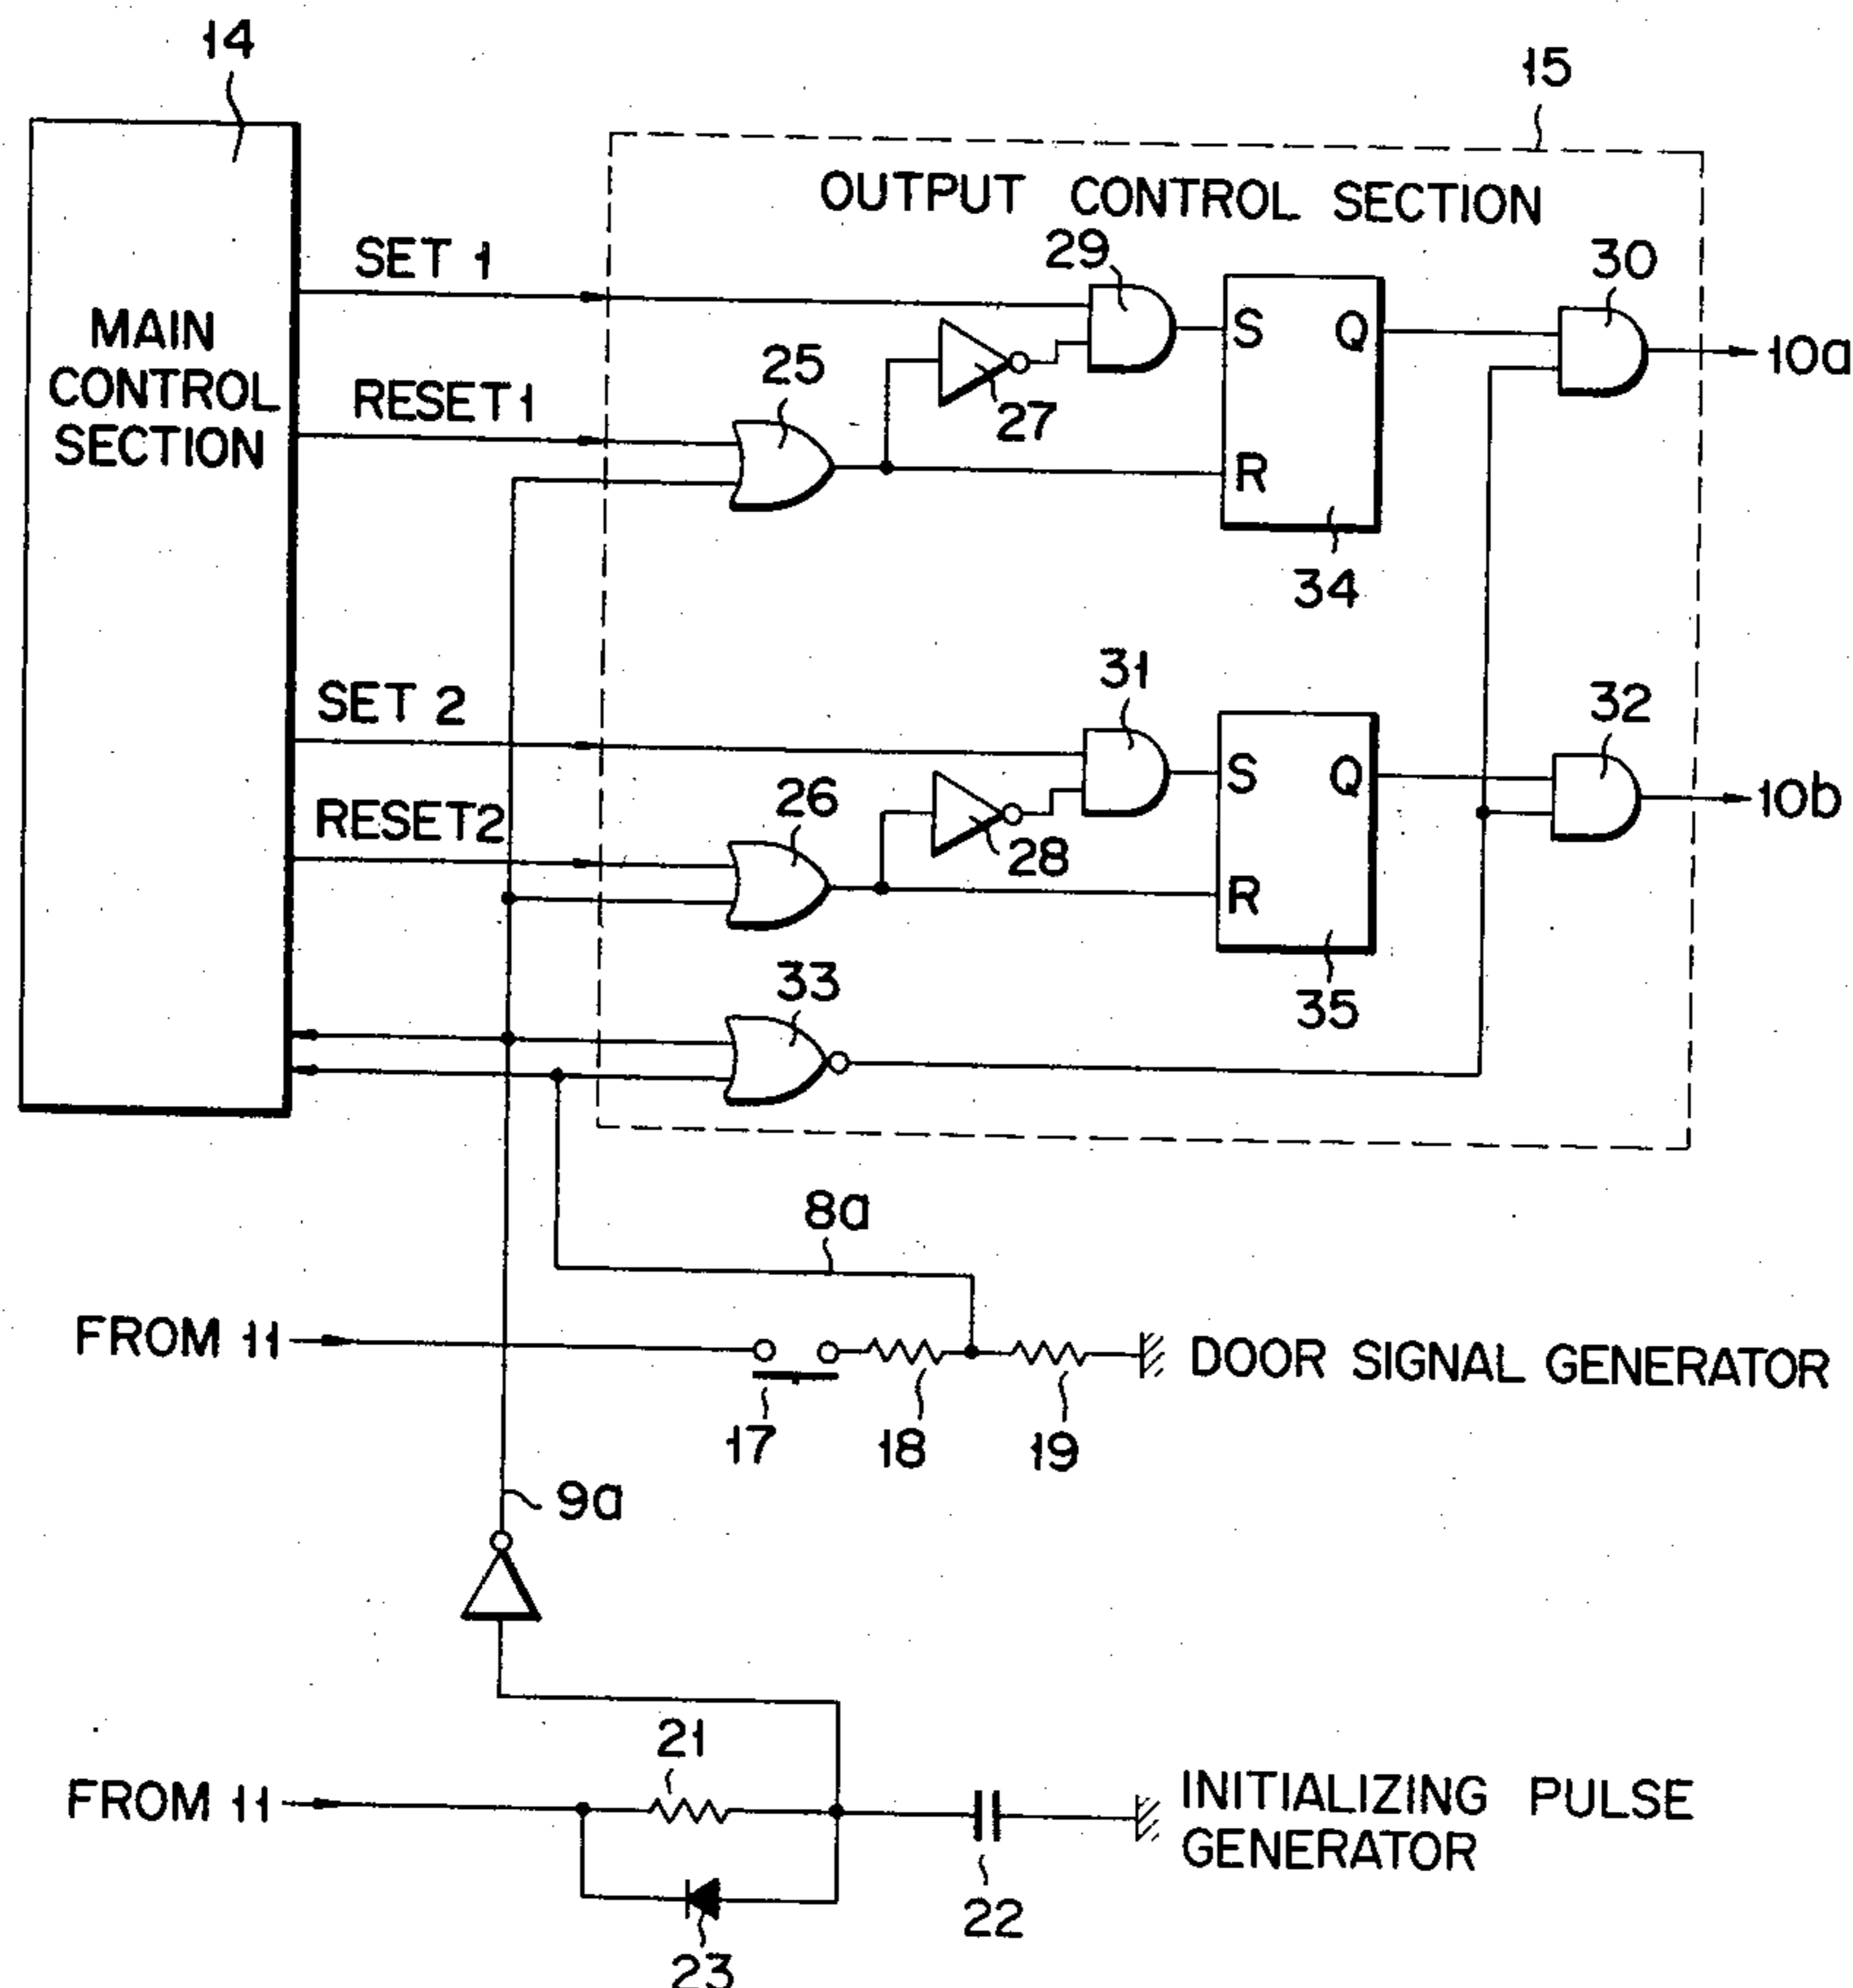 14
15
OUTPUT CONTROL SECTION
SET 1
29
30
MAIN
CONTROL
SECTION
S
Q
10a
25
RESET1
27
R
34
31
SET 2
32
S
Q
26
10b
RESET2
28
R
33
35
8a
FROM 11
DOOR SIGNAL GENERATOR
17
18
19
9a
21
FROM 11
INITIALIZING PULSE
GENERATOR
22
23